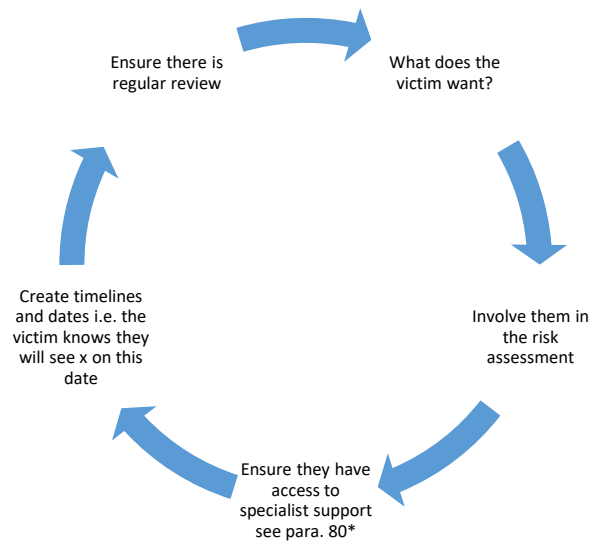 Ensure there is
regular review
What does the
victim want?
Involve them in
the risk
assessment
Ensure they have
access to
specialist support
see para. 80*
Create timelines
and dates i.e. the
victim knows they
will see x on this
date